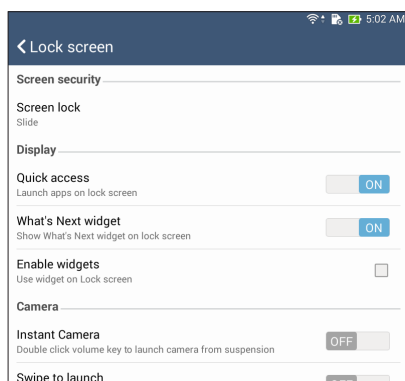 5:02 AM
Lock screen
Screen security
Screen lock
Slide
Display
Quick access
Launch apps on lock screen
ON
What's Next widget
Show What's Next widget on lock screen
ON
Enable widgets
Use widget on Lock screen
Camera
Instant Camera
Double click volume key to launch camera from suspension
OFF
Swipe to launch